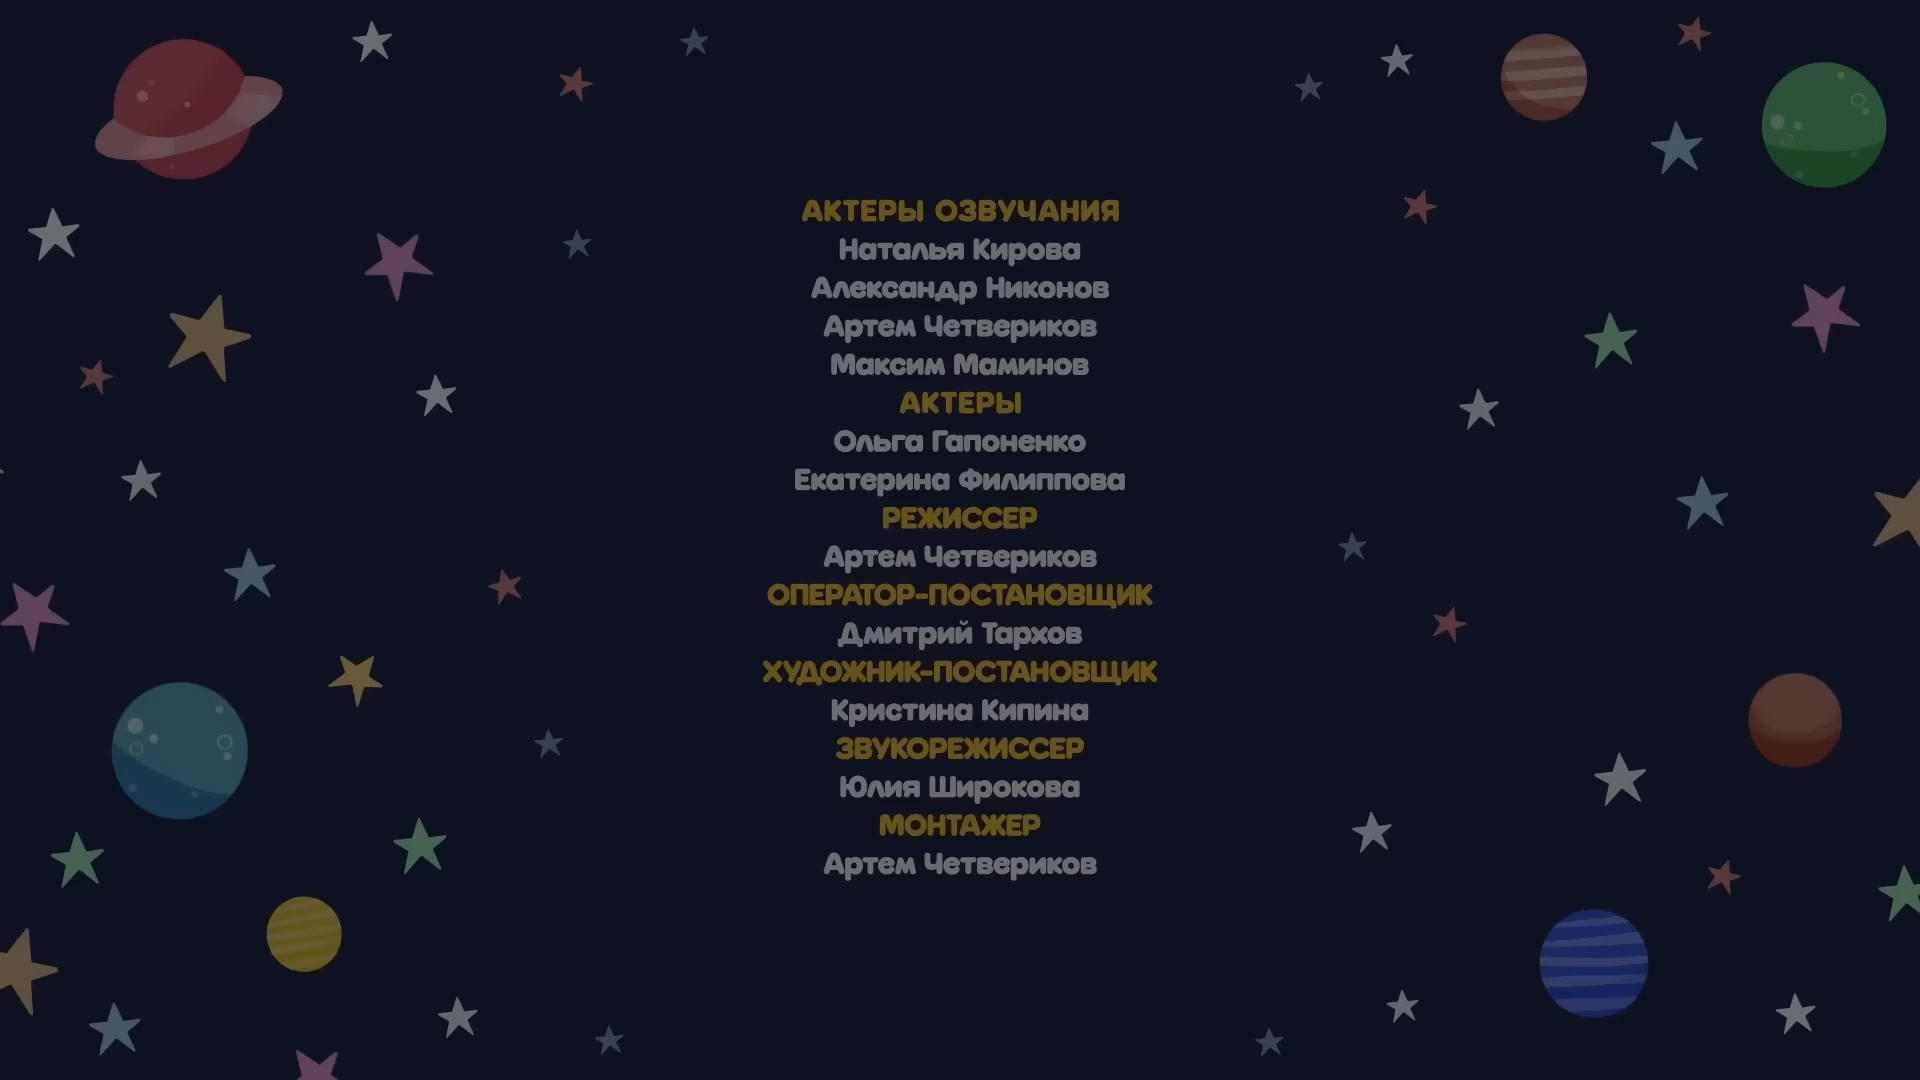 АКТЕРЫ ОЗВУЧАНИЯ
Наталья Кирова
Александр Никонов
Артем Четвериков
Максим Маминов
АКТЕРЫ
Ольга Гапоненко
Екатерина Филиппова
РЕЖИССЕР
Артем Четвериков
ОПЕРАТОР-ПОСТАНОВЩИК
Дмитрий Тархов
ХУДОЖНИК-ПОСТАНОВЩИК
Кристина Кипина
ЗВУКОРЕЖИССЕР
Юлия Широкова
МОНТАЖЕР
Артем Четвериков